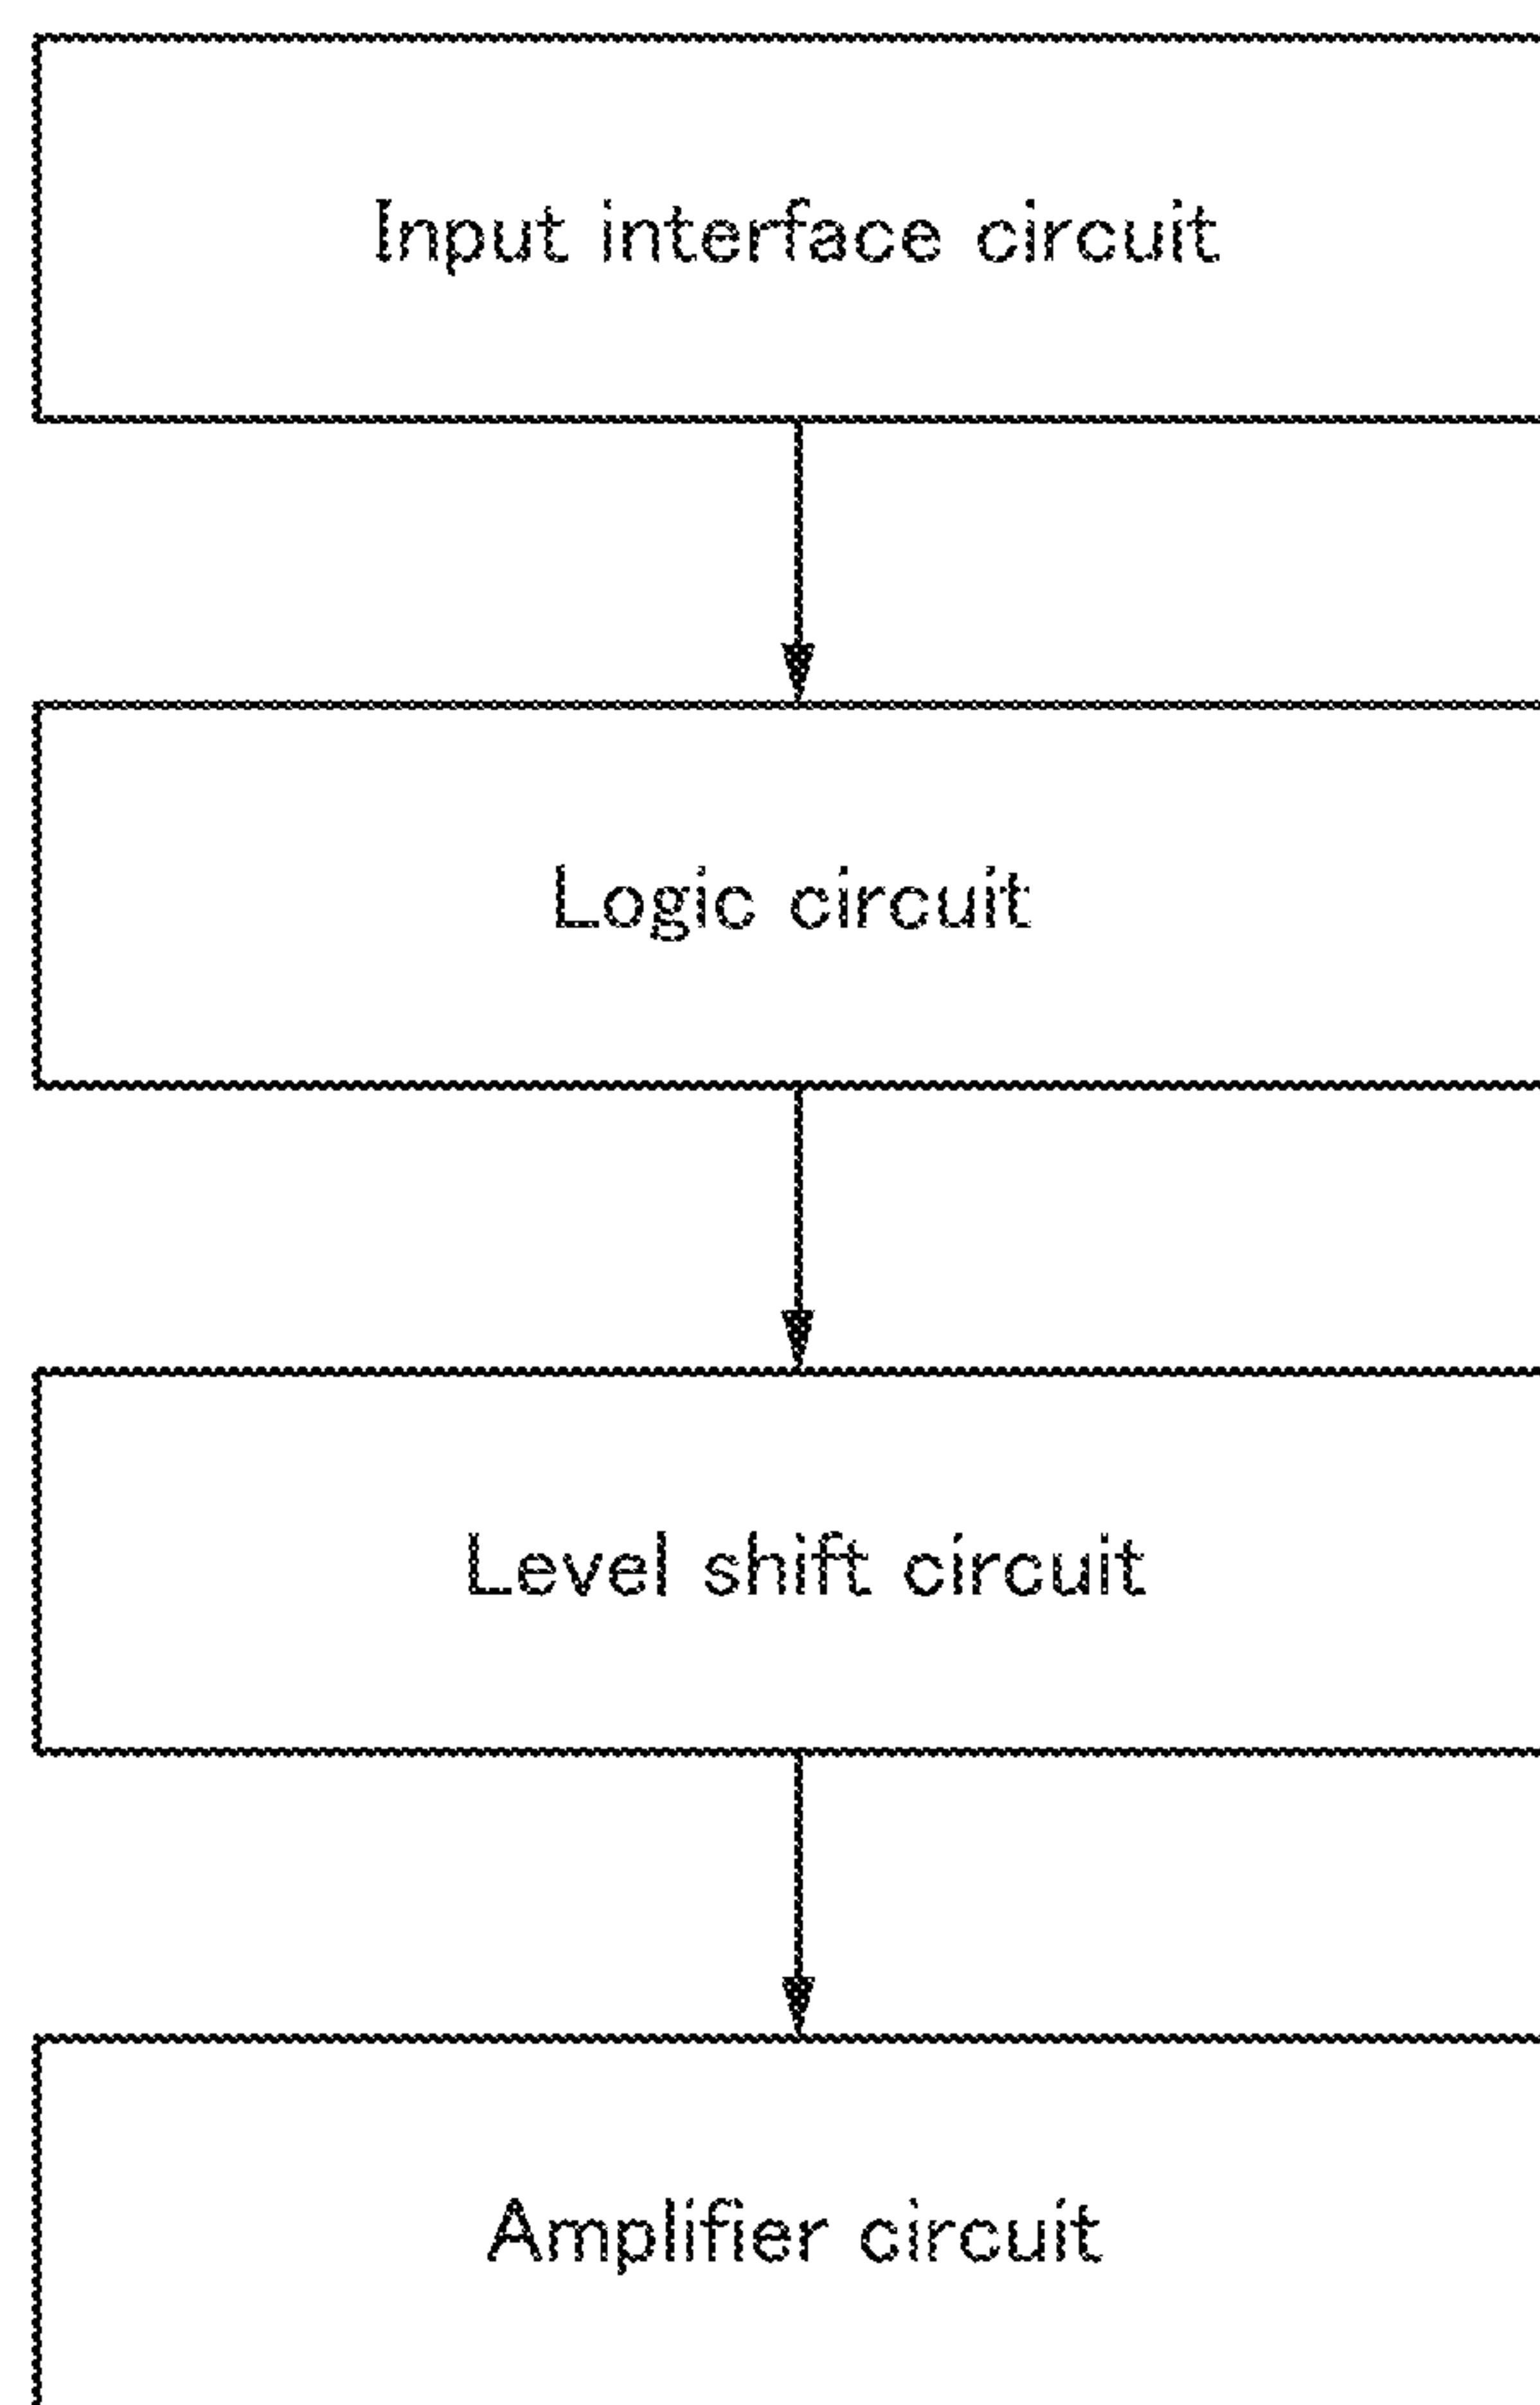 Input interface circuit
Logic circuit
Level shift circuit
Amplifier circuit